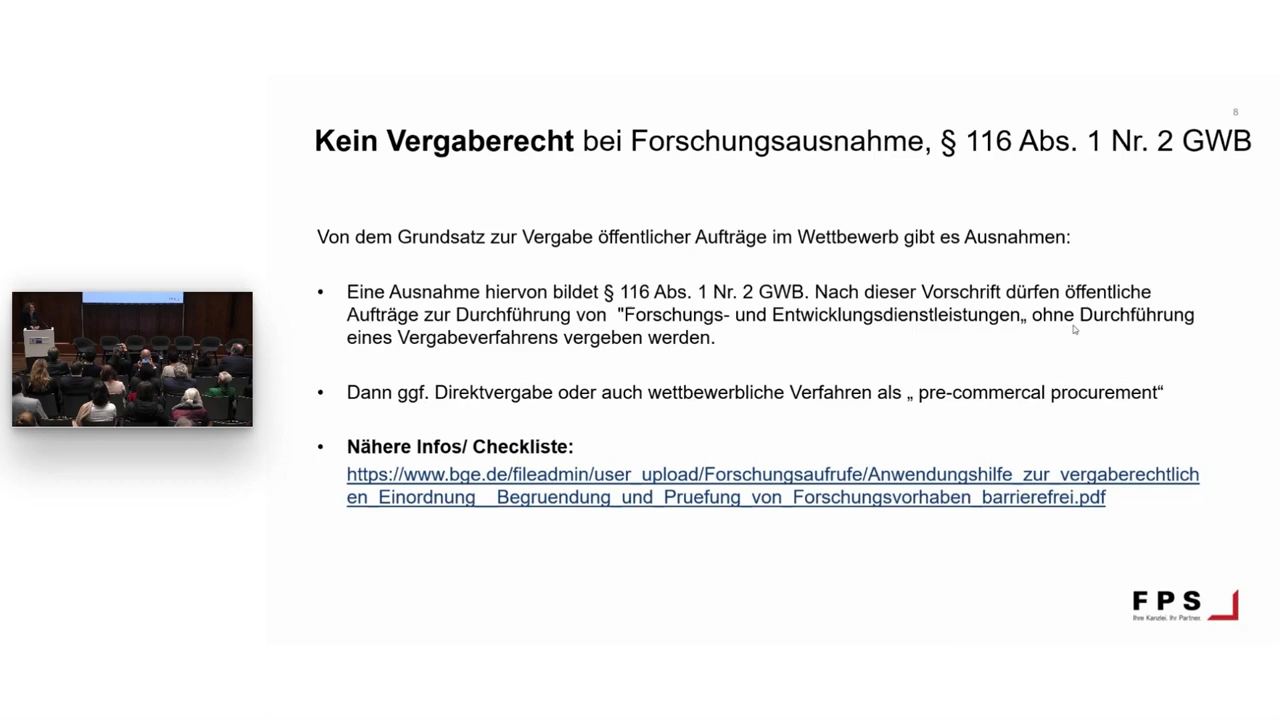 8
Kein Vergaberecht bei Forschungsausnahme, § 116 Abs. 1 Nr. 2 GWB
Von dem Grundsatz zur Vergabe öffentlicher Aufträge im Wettbewerb gibt es Ausnahmen:
• Eine Ausnahme hiervon bildet § 116 Abs. 1 Nr. 2 GWB. Nach dieser Vorschrift dürfen öffentliche
Aufträge zur Durchführung von "Forschungs- und Entwicklungsdienstleistungen„ ohne Durchführung
eines Vergabeverfahrens vergeben werden.
• Dann ggf. Direktvergabe oder auch wettbewerbliche Verfahren als „ pre-commercal procurement“
• Nähere Infos/ Checkliste:
https://www.bge.de/fileadmin/user_upload/Forschungsaufrufe/Anwendungshilfe_zur_vergaberechtlich
en_Einordnung__Begruendung_und_Pruefung_von_Forschungsvorhaben_barrierefrei.pdf
FPS
Ihre Kanzlei. Ihr Partner.